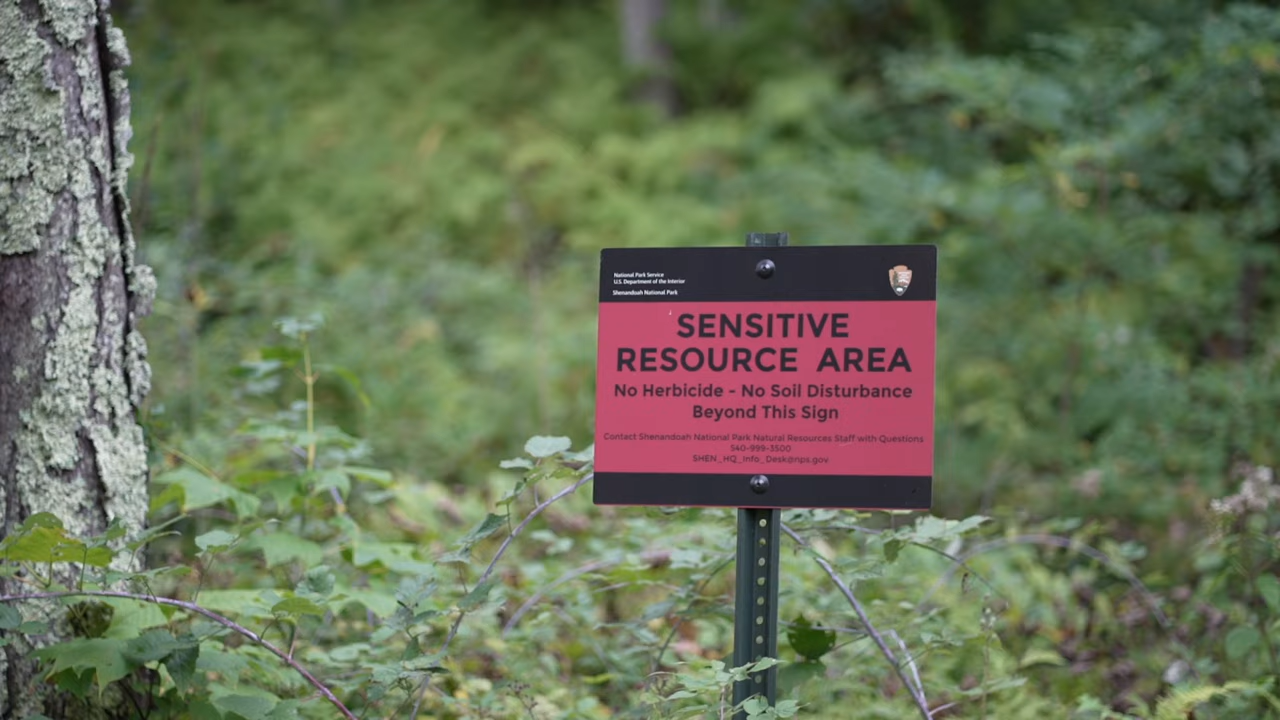 National Park Service
U.S. Department of the Interior
Shenandoah National Park
SENSITIVE
RESOURCE AREA
No Herbicide - No Soil Disturbance
Beyond This Sign
Contact Shenandoah National Park Natural Resources Staff with Questions
540-999-3500
SHEN_HQ_Info_Desk@nps.gov